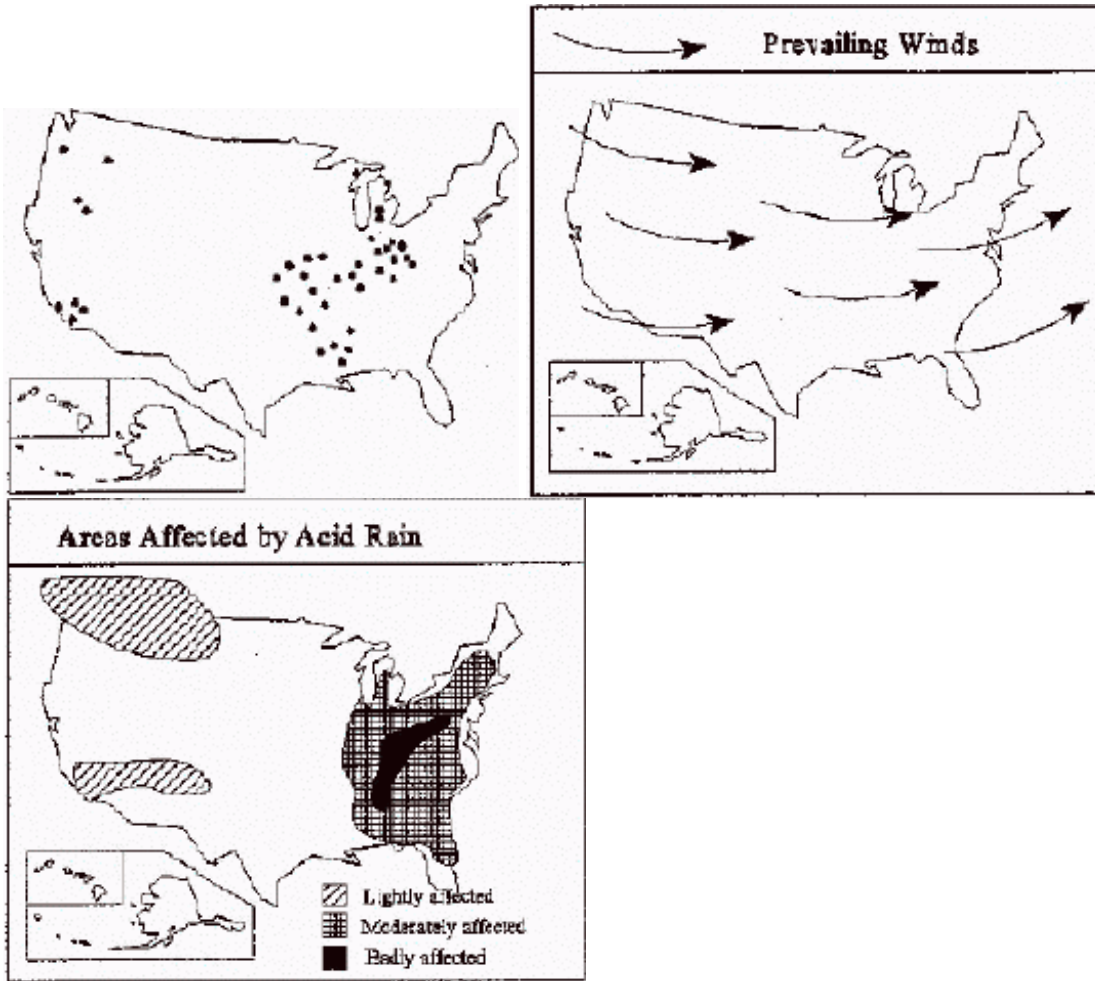 Prevailing Winds
Areas Affected by Acid Rain
Lightly affected
Moderately affected
Badly affected